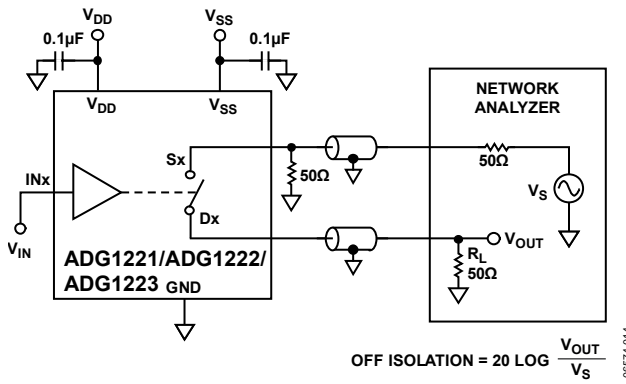 VDD
VSS
0.1µF
0.1µF
VDD
VSS
NETWORK
ANALYZER
Sx
50Ω
50Ω
INx
VS
Dx
VOUT
VIN
RL
50Ω
ADG1221/ADG1222/
ADG1223
GND
OFF ISOLATION = 20 LOG VOUT
VS